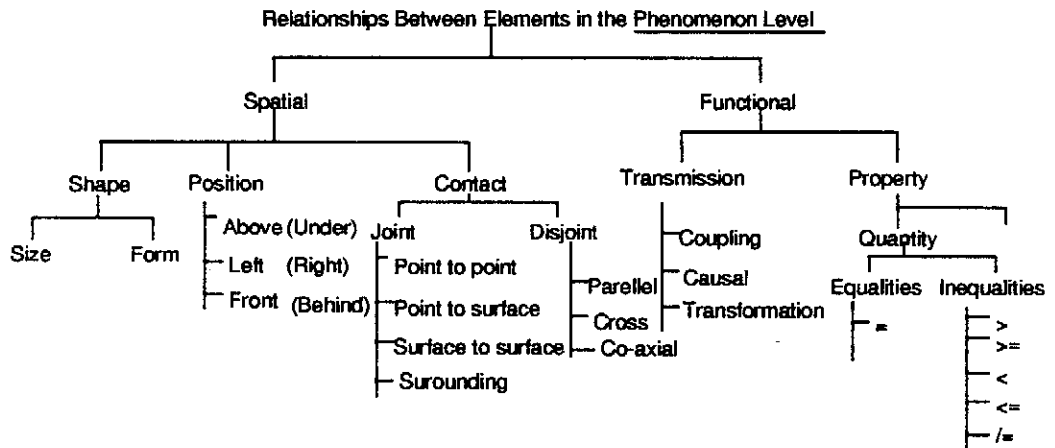 Relationships Between Elements in the Phenomenon Level
Spatial
Functional
Shape
Position
Contact
Transmission
Property
Size
Form
Above (Under)
Left (Right)
Front (Behind)
Joint
Point to point
Point to surface
Surface to surface
Surounding
Disjoint
Parellel
Cross
Co-axial
Coupling
Causal
Transformation
Quaptity
Equalities
=
Inequalities
>
>=
<
<=
/=